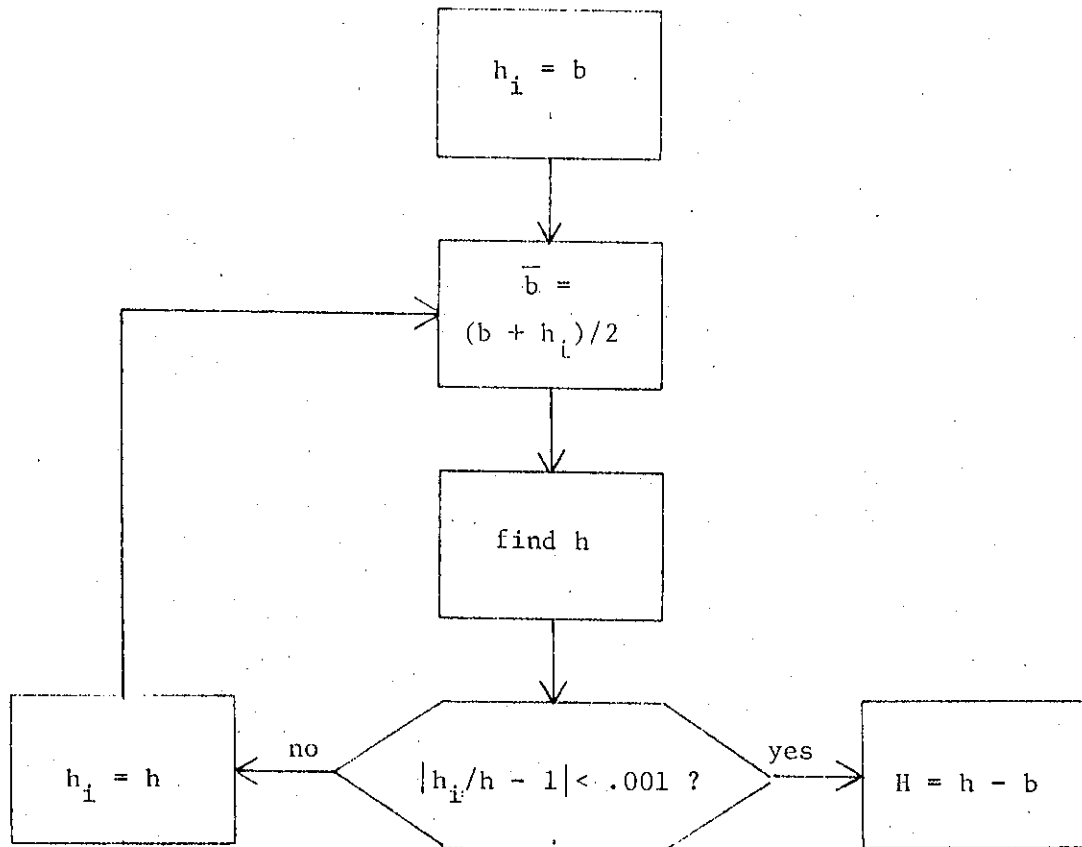 h_i = b
b̅ =
(b + h_i)/2
find h
no
|h_i/h - 1| < .001 ?
yes
h_i = h
H = h - b